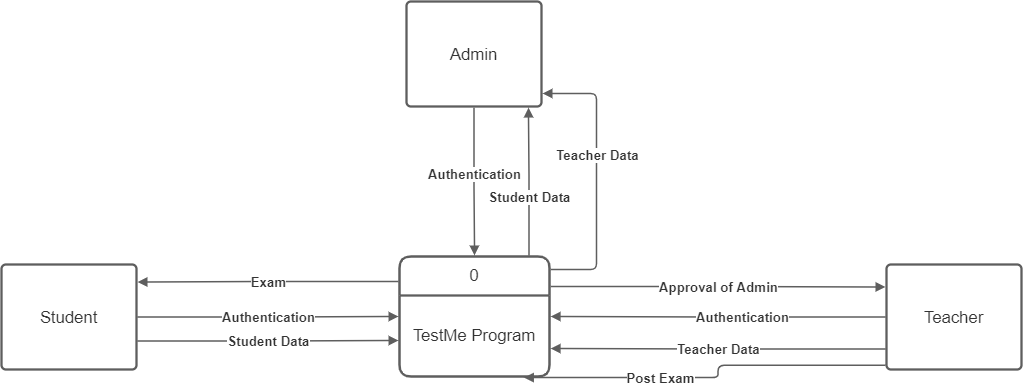 Admin
Teacher Data
Authentication
Student Data
0
Exam
Approval of Admin
Student
Authentication
TestMe Program
Authentication
Teacher
Student Data
Teacher Data
Post Exam